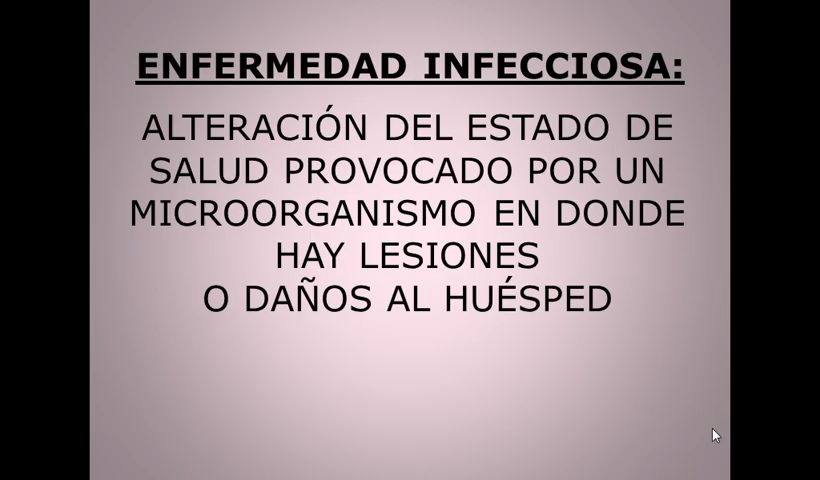 ENFERMEDAD INFECCIOSA:
ALTERACIÓN DEL ESTADO DE
SALUD PROVOCADO POR UN
MICROORGANISMO EN DONDE
HAY LESIONES
O DAÑOS AL HUÉSPED